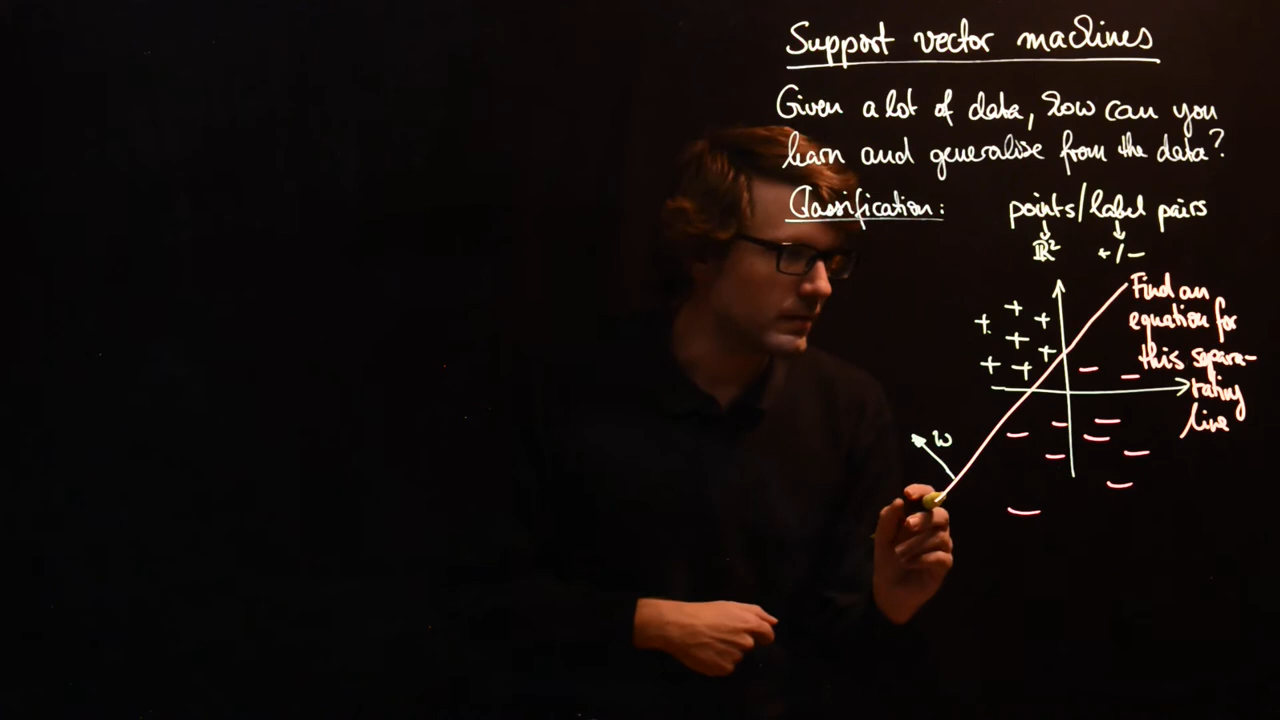 Support vector machines
Given a lot of data, how can you
learn and generalise from the data?
Classification: points/label pairs
↓ ↓
ℝ² +/-
Find an
equation for
this separa-
rating
line
w